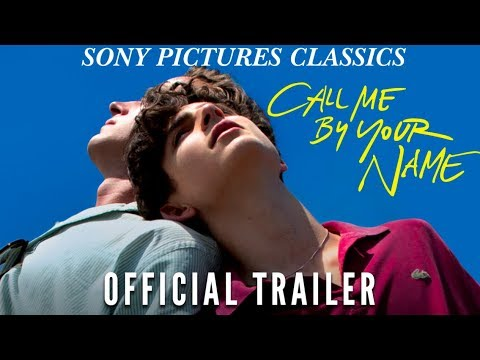 SONY PICTURES CLASSICS
CALL ME
BY YOUR
NAME
OFFICIAL TRAILER